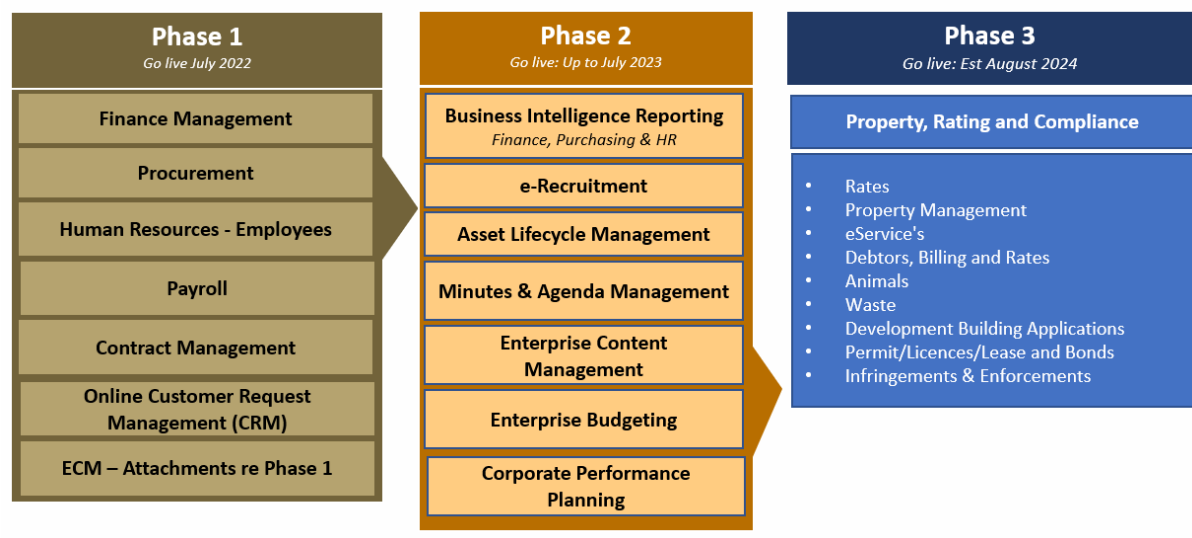 Phase 1
Go live July 2022
Finance Management
Procurement
Human Resources - Employees
Payroll
Contract Management
Online Customer Request
Management (CRM)
ECM – Attachments re Phase 1
Phase 2
Go live: Up to July 2023
Business Intelligence Reporting
Finance, Purchasing & HR
e-Recruitment
Asset Lifecycle Management
Minutes & Agenda Management
Enterprise Content
Management
Enterprise Budgeting
Corporate Performance
Planning
Phase 3
Go live: Est August 2024
Property, Rating and Compliance
• Rates
• Property Management
• eService's
• Debtors, Billing and Rates
• Animals
• Waste
• Development Building Applications
• Permit/Licences/Lease and Bonds
• Infringements & Enforcements